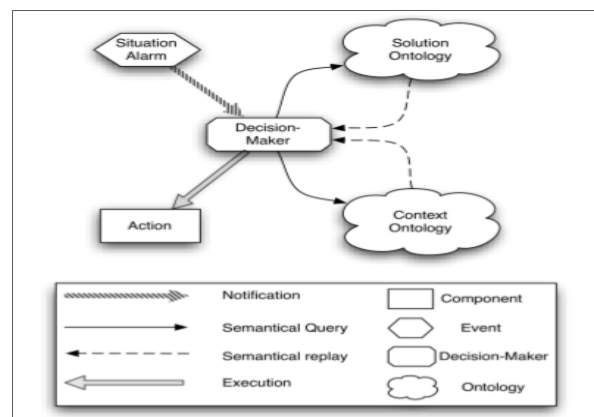 Situation
Alarm
Solution
Ontology
Decision-
Maker
Action
Context
Ontology
Notification
Component
Semantical Query
Event
Semantical replay
Decision-Maker
Execution
Ontology